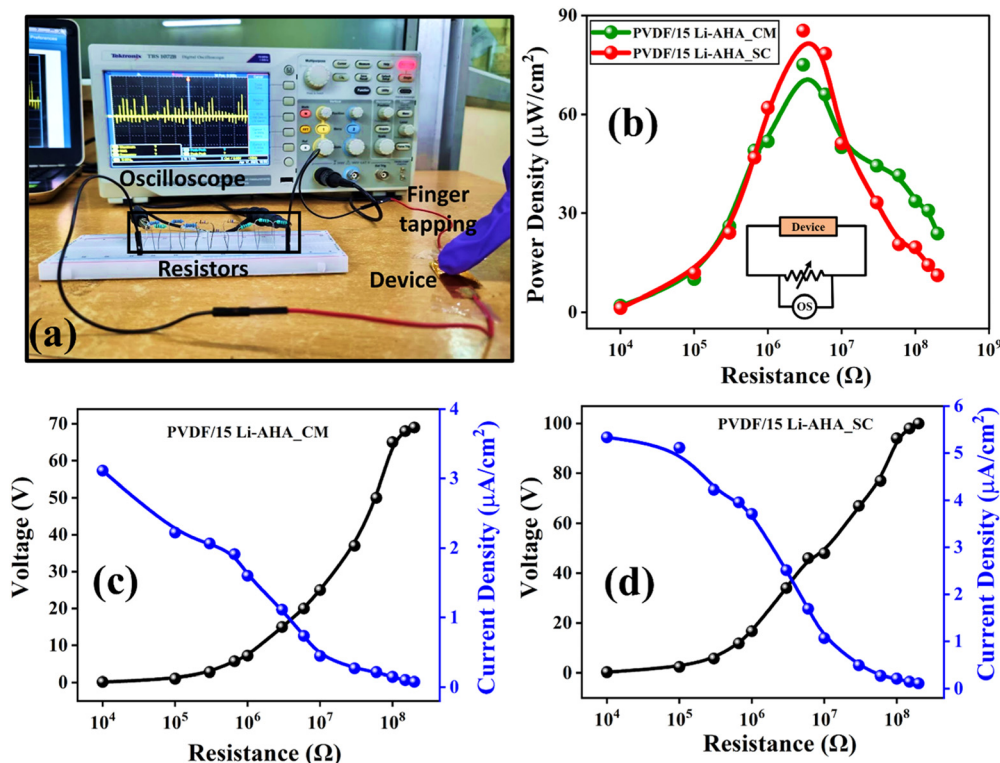 Tektronix
Oscilloscope
Resistors
Finger
tapping
Device
(a)
90
60
30
0
Power Density (μW/cm²)
PVDF/15 Li-AHA_CM
PVDF/15 Li-AHA_SC
(b)
Device
OS
10⁴ 10⁵ 10⁶ 10⁷ 10⁸ 10⁹
Resistance (Ω)
70
60
50
40
30
20
10
0
Voltage (V)
PVDF/15 Li-AHA_CM
(c)
4
3
2
1
0
Current Density (μA/cm²)
10⁴ 10⁵ 10⁶ 10⁷ 10⁸
Resistance (Ω)
100
80
60
40
20
0
Voltage (V)
PVDF/15 Li-AHA_SC
(d)
6
5
4
3
2
1
0
Current Density (μA/cm²)
10⁴ 10⁵ 10⁶ 10⁷ 10⁸
Resistance (Ω)